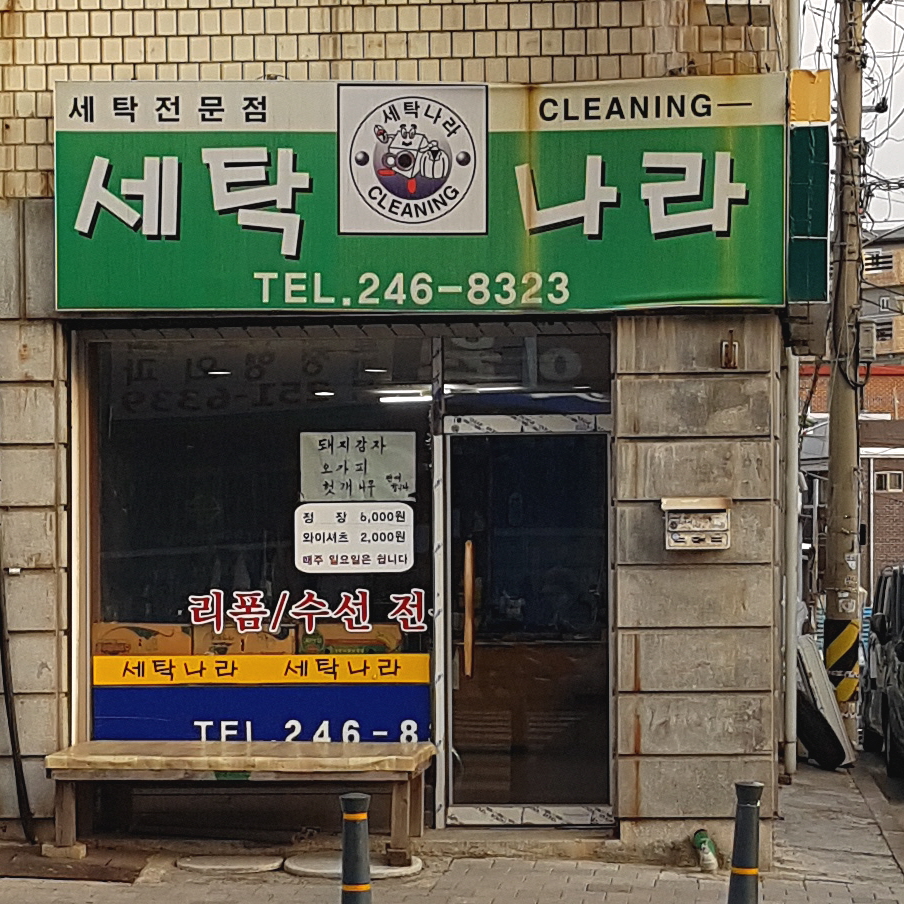 세탁전문점
CLEANING
세탁나라
CLEANING
세탁 나라
TEL.246-8323
돼지감자
오가피
헛개나무
정 장 6,000원
와이셔츠 2,000원
매주 일요일은 쉽니다
리폼/수선 전
세탁나라 세탁나라
TEL.246-8